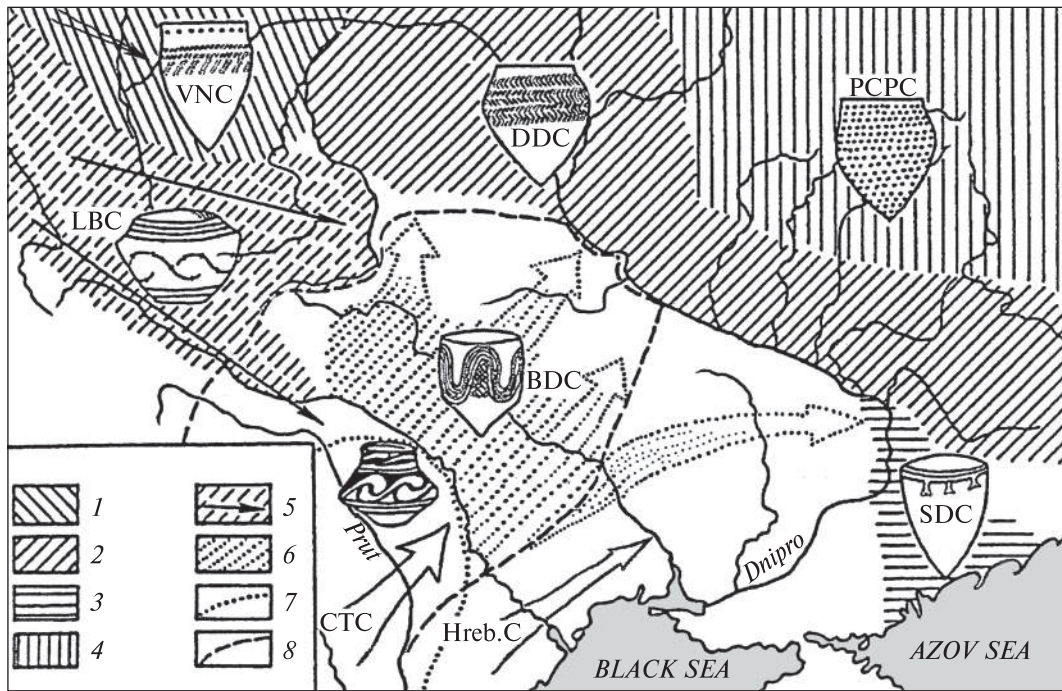 VNC
DDC
PCPC
LBC
BDC
SDC
Prut
CTC
Hreb.C
Dnipro
BLACK SEA
AZOV SEA
1
2
3
4
5
6
7
8